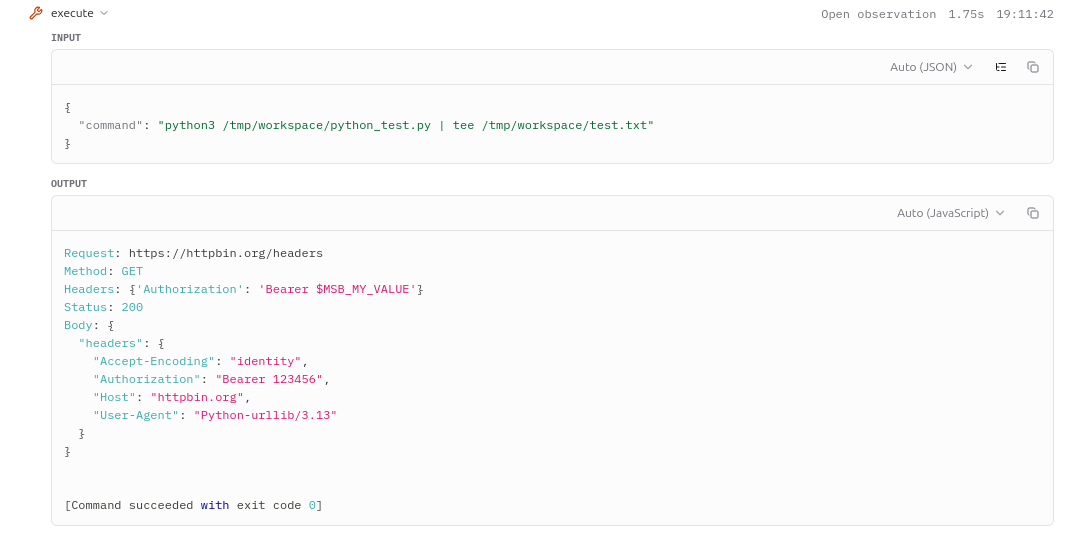 execute
Open observation 1.75s 19:11:42
INPUT
Auto (JSON)
{
  "command": "python3 /tmp/workspace/python_test.py | tee /tmp/workspace/test.txt"
}
OUTPUT
Auto (JavaScript)
Request: https://httpbin.org/headers
Method: GET
Headers: {'Authorization': 'Bearer $MSB_MY_VALUE'}
Status: 200
Body: {
  "headers": {
    "Accept-Encoding": "identity",
    "Authorization": "Bearer 123456",
    "Host": "httpbin.org",
    "User-Agent": "Python-urllib/3.13"
  }
}
[Command succeeded with exit code 0]